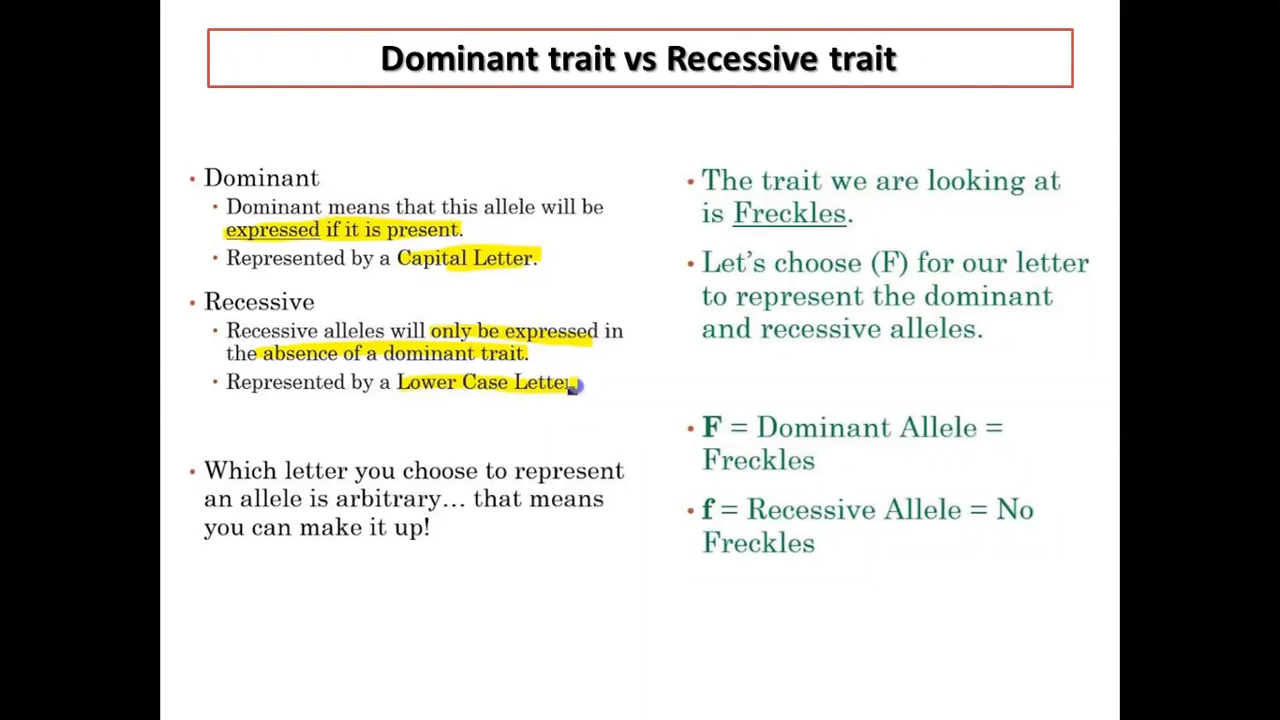 Dominant trait vs Recessive trait
• Dominant
• Dominant means that this allele will be
expressed if it is present.
• Represented by a Capital Letter.
• Recessive
• Recessive alleles will only be expressed in
the absence of a dominant trait.
• Represented by a Lower Case Letter
• Which letter you choose to represent
an allele is arbitrary… that means
you can make it up!
• The trait we are looking at
is Freckles.
• Let's choose (F) for our letter
to represent the dominant
and recessive alleles.
• F = Dominant Allele =
Freckles
• f = Recessive Allele = No
Freckles